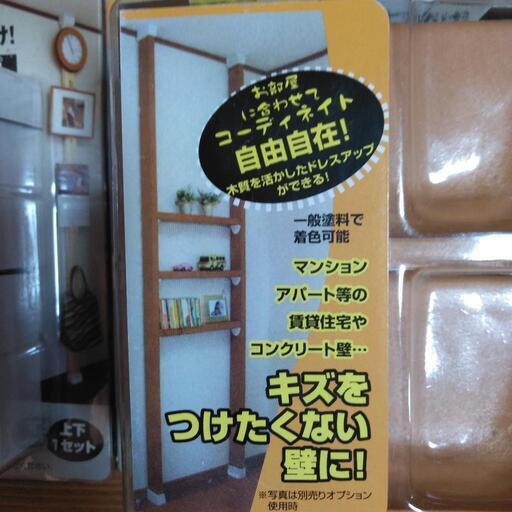 け!
お部屋
に合わせて
コーディネイト
自由自在!
木質を活かしたドレスアップ
ができる!
一般塗料で
着色可能
マンション
アパート等の
賃貸住宅や
コンクリート壁…
キズを
つけたくない
壁に!
※写真は別売りオプション
使用時
上下
1セット